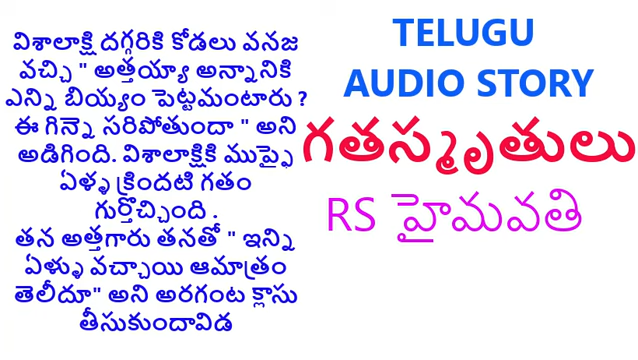 విశాలాక్షి దగ్గరికి కోడలు వనజ
వచ్చి " అత్తయ్యా అన్నానికి
ఎన్ని బియ్యం పెట్టమంటారు ?
ఈ గిన్నె సరిపోతుందా " అని
అడిగింది. విశాలాక్షికి ముప్ఫై
ఏళ్ళ క్రిందటి గతం
గుర్తొచ్చింది .
తన అత్తగారు తనతో " ఇన్ని
ఏళ్ళు వచ్చాయి ఆమాత్రం
తెలీదూ" అని అరగంట క్లాసు
తీసుకుందావిడ
TELUGU
AUDIO STORY
గతస్మృతులు
RS హైమవతి